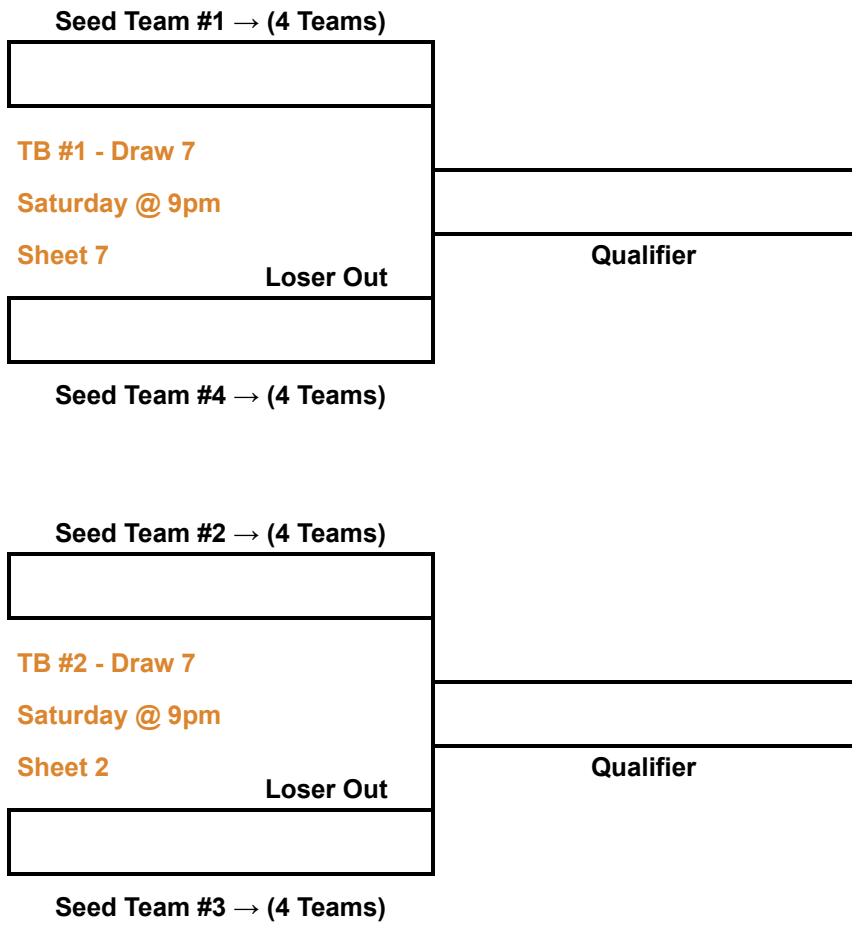 Seed Team #1 → (4 Teams)
TB #1 - Draw 7
Saturday @ 9pm
Sheet 7
Loser Out
Qualifier
Seed Team #4 → (4 Teams)
Seed Team #2 → (4 Teams)
TB #2 - Draw 7
Saturday @ 9pm
Sheet 2
Loser Out
Qualifier
Seed Team #3 → (4 Teams)